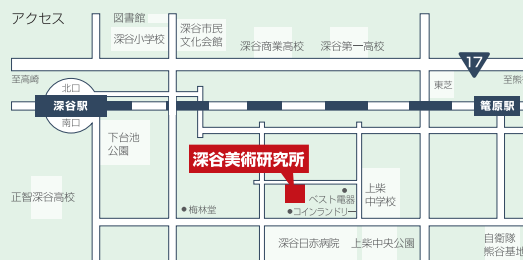 アクセス
図書館
深谷小学校
深谷市民
文化会館
深谷商業高校
深谷第一高校
17
至高崎
北口
深谷駅
南口
東芝
至熊
籠原駅
下台池
公園
深谷美術研究所
正智深谷高校
梅林堂
ベスト電器
コインランドリー
上柴
中学校
深谷日赤病院
上柴中央公園
自衛隊
熊谷基地